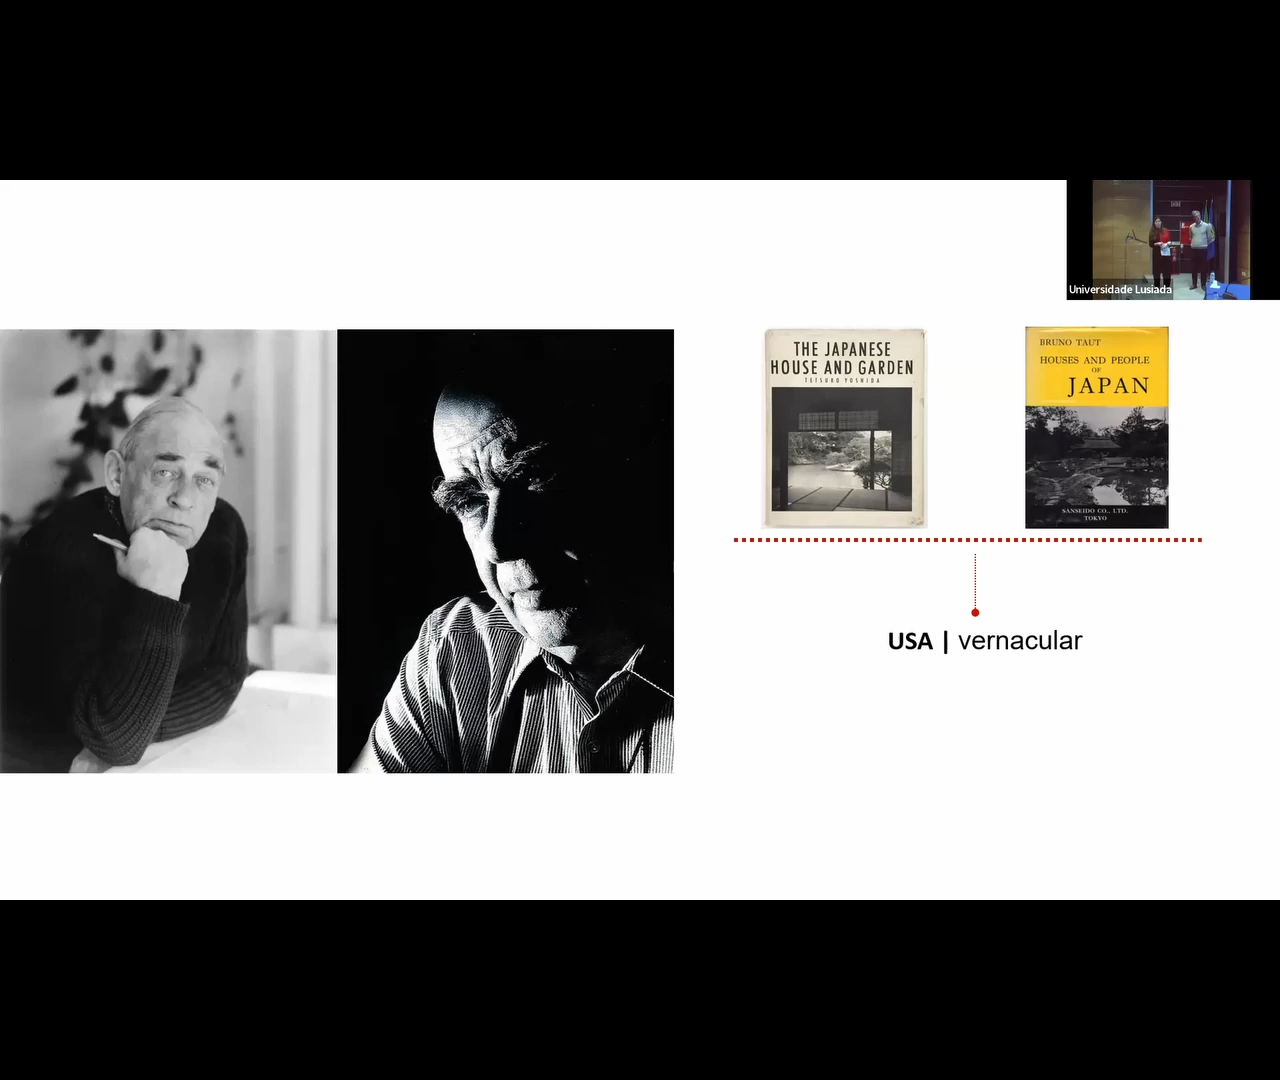 Universidade Lusíada
THE JAPANESE
HOUSE AND GARDEN
TETSURO YOSHIDA
BRUNO TAUT
HOUSES AND PEOPLE
OF
JAPAN
SANSEIDO CO., LTD.
TOKYO
USA | vernacular